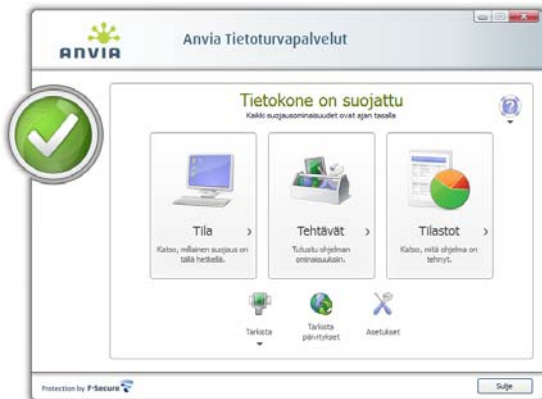 ANVIA
Anvia Tietoturvapalvelut
Tietokone on suojattu
Kaikki suojausominaisuudet ovat ajan tasalla
Tila
Katso, millainen suojaus on
tällä hetkellä.
Tehtävät
Tutustu ohjelman
ominaisuuksiin.
Tilastot
Katso, mitä ohjelma on
tehnyt.
Tarkista
Tarkista
päivitykset
Asetukset
Protection by F-Secure
Sulje